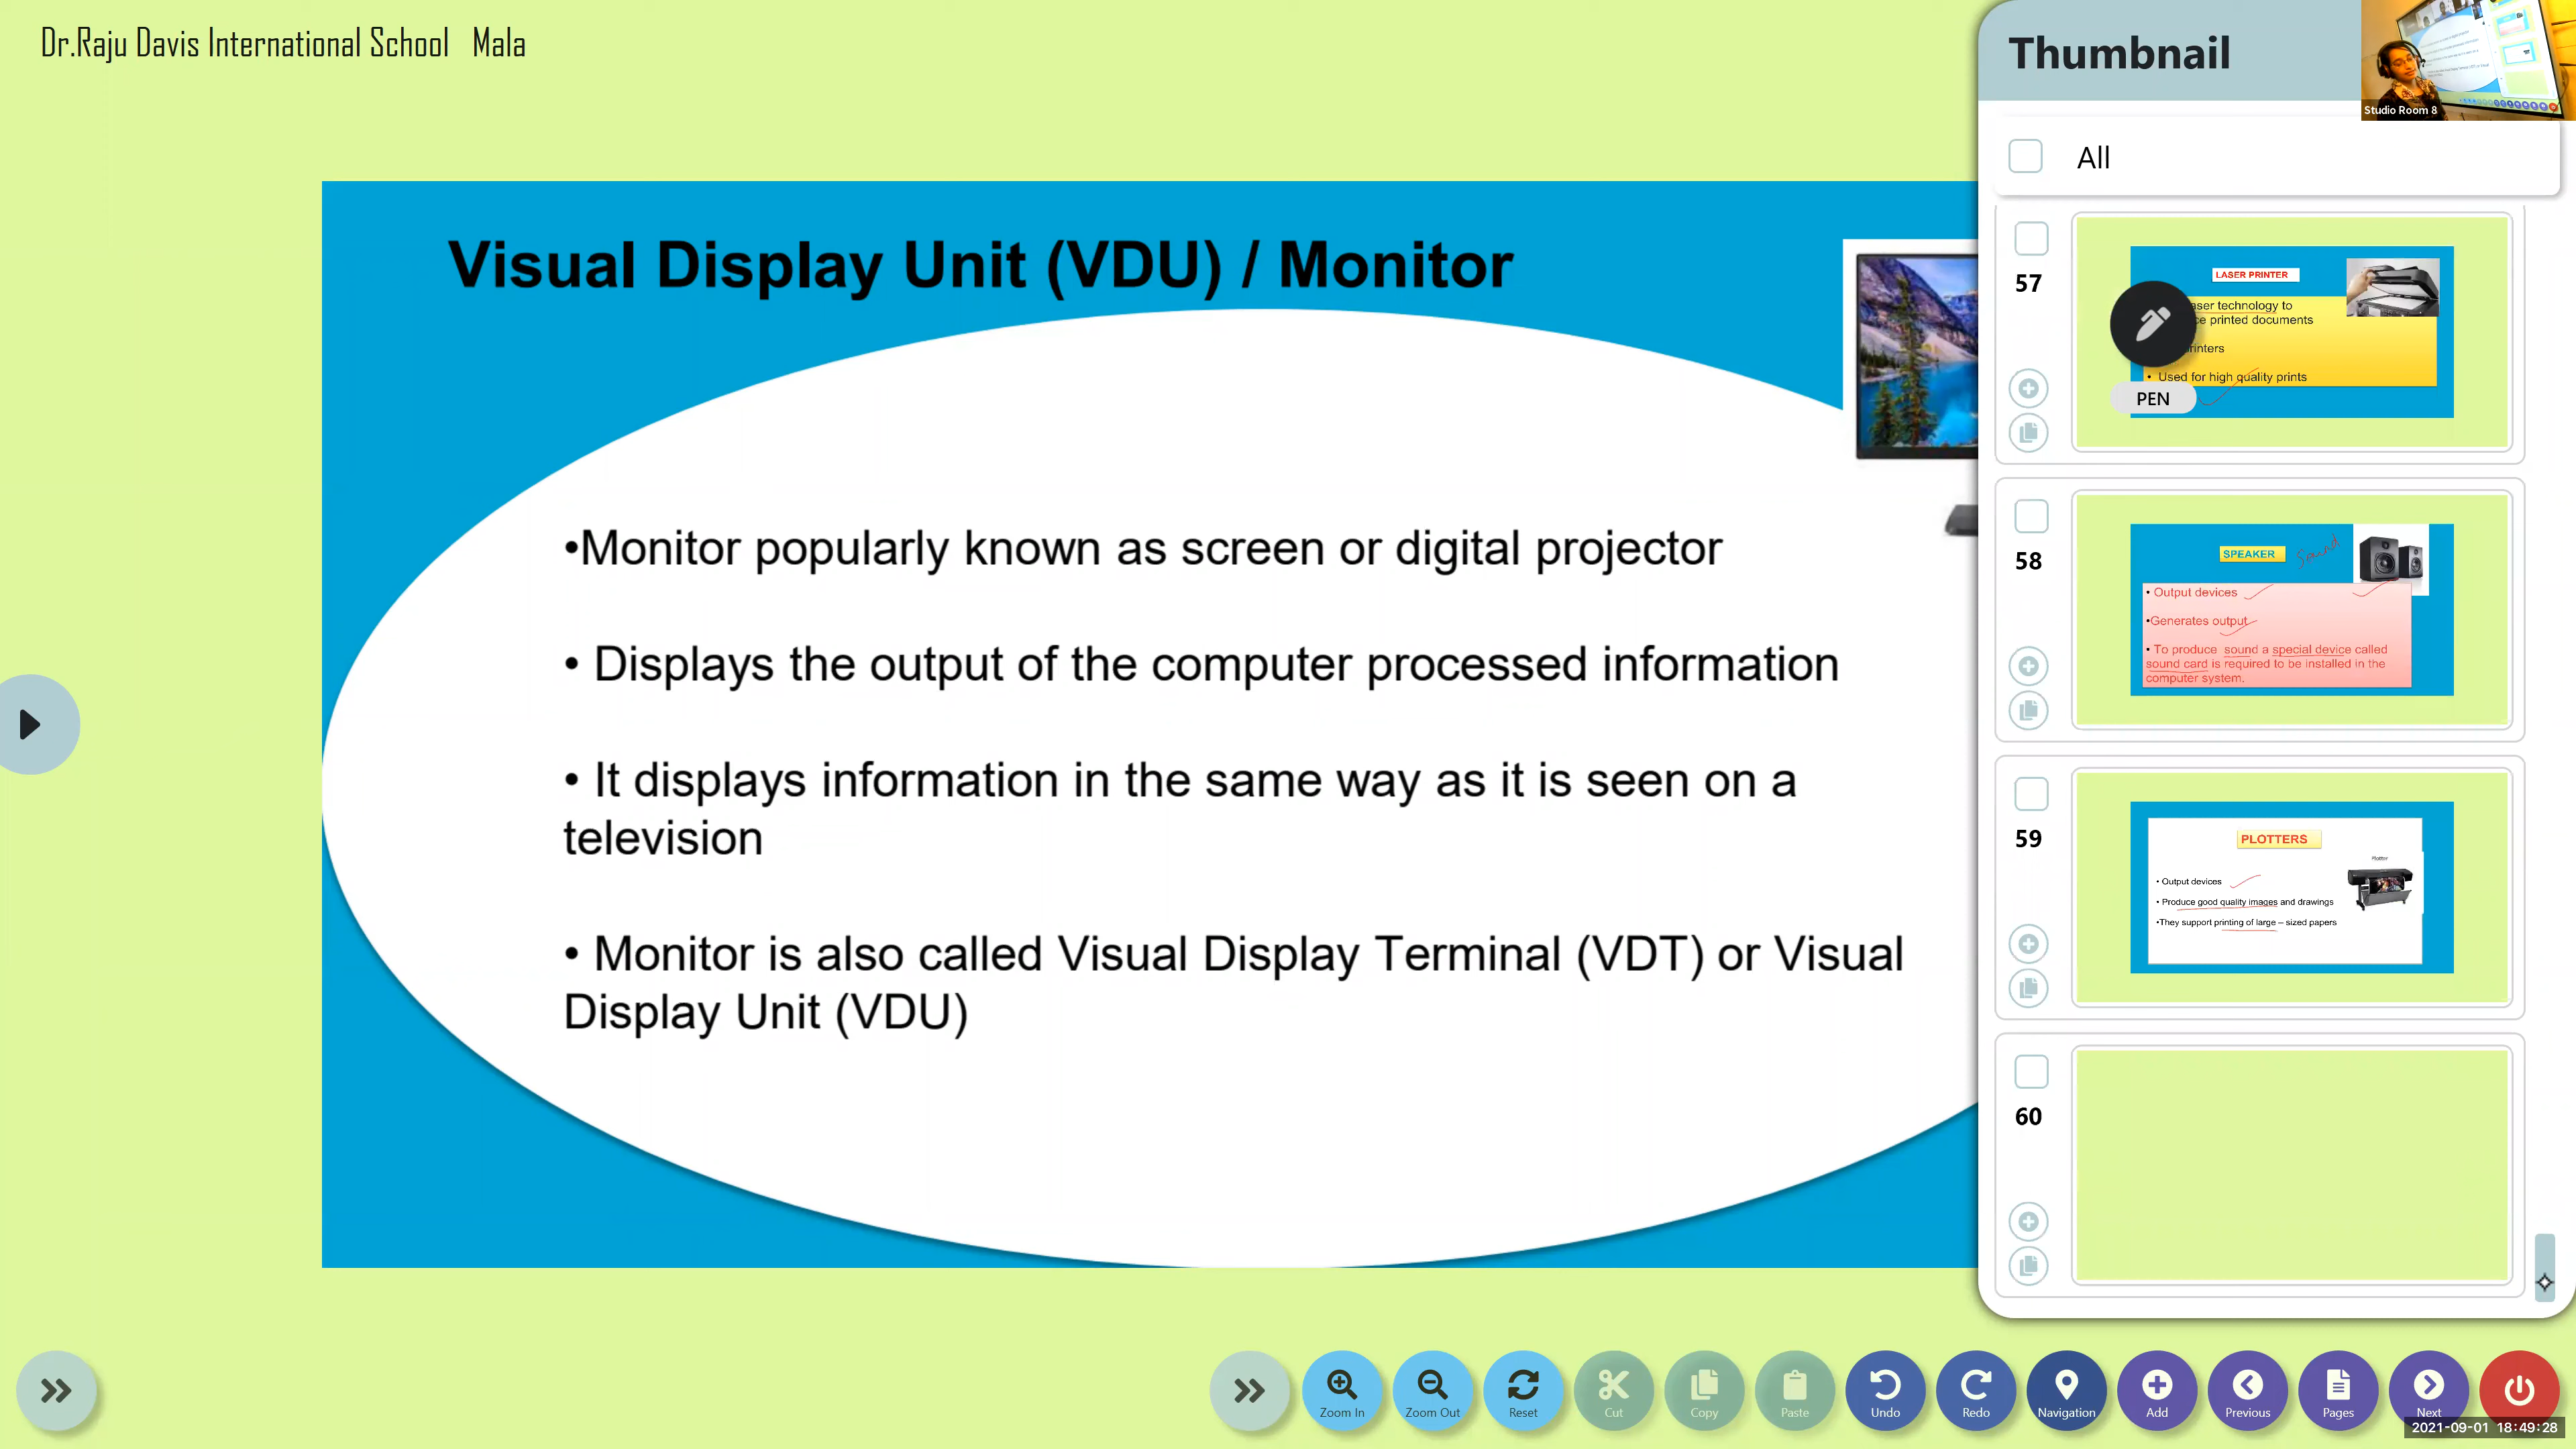 Dr.Raju Davis International School Mala
Visual Display Unit (VDU) / Monitor
•Monitor popularly known as screen or digital projector
• Displays the output of the computer processed information
• It displays information in the same way as it is seen on a
television
• Monitor is also called Visual Display Terminal (VDT) or Visual
Display Unit (VDU)
Thumbnail
Studio Room 8
All
57
LASER PRINTER
aser technology to
ce printed documents
inters
• Used for high quality prints
PEN
58
SPEAKER
Sound
• Output devices
•Generates output
• To produce sound a special device called
sound card is required to be installed in the
computer system.
59
PLOTTERS
Plotter
• Output devices
• Produce good quality images and drawings
•They support printing of large – sized papers
60
Zoom In
Zoom Out
Reset
Cut
Copy
Paste
Undo
Redo
Navigation
Add
Previous
Pages
Next
2021-09-01 18:49:28